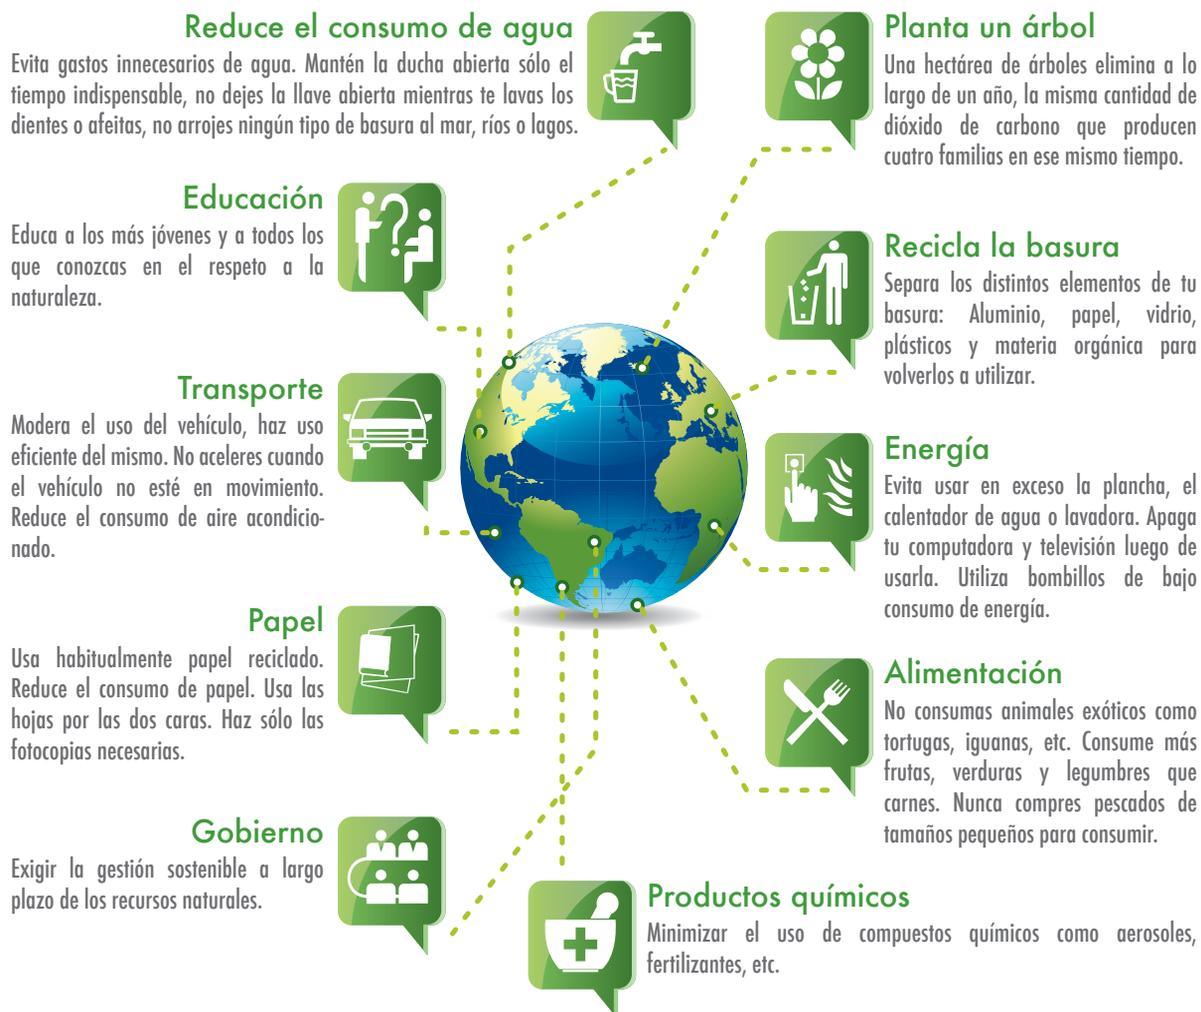 Reduce el consumo de agua
Evita gastos innecesarios de agua. Mantén la ducha abierta sólo el
tiempo indispensable, no dejes la llave abierta mientras te lavas los
dientes o afeitas, no arrojes ningún tipo de basura al mar, ríos o lagos.
Educación
Educa a los más jóvenes y a todos los
que conozcas en el respeto a la
naturaleza.
Transporte
Modera el uso del vehículo, haz uso
eficiente del mismo. No aceleres cuando
el vehículo no esté en movimiento.
Reduce el consumo de aire acondicio-
nado.
Papel
Usa habitualmente papel reciclado.
Reduce el consumo de papel. Usa las
hojas por las dos caras. Haz sólo las
fotocopias necesarias.
Gobierno
Exigir la gestión sostenible a largo
plazo de los recursos naturales.
Planta un árbol
Una hectárea de árboles elimina a lo
largo de un año, la misma cantidad de
dióxido de carbono que producen
cuatro familias en ese mismo tiempo.
Recicla la basura
Separa los distintos elementos de tu
basura: Aluminio, papel, vidrio,
plásticos y materia orgánica para
volverlos a utilizar.
Energía
Evita usar en exceso la plancha, el
calentador de agua o lavadora. Apaga
tu computadora y televisión luego de
usarla. Utiliza bombillos de bajo
consumo de energía.
Alimentación
No consumas animales exóticos como
tortugas, iguanas, etc. Consume más
frutas, verduras y legumbres que
carnes. Nunca compres pescados de
tamaños pequeños para consumir.
Productos químicos
Minimizar el uso de compuestos químicos como aerosoles,
fertilizantes, etc.